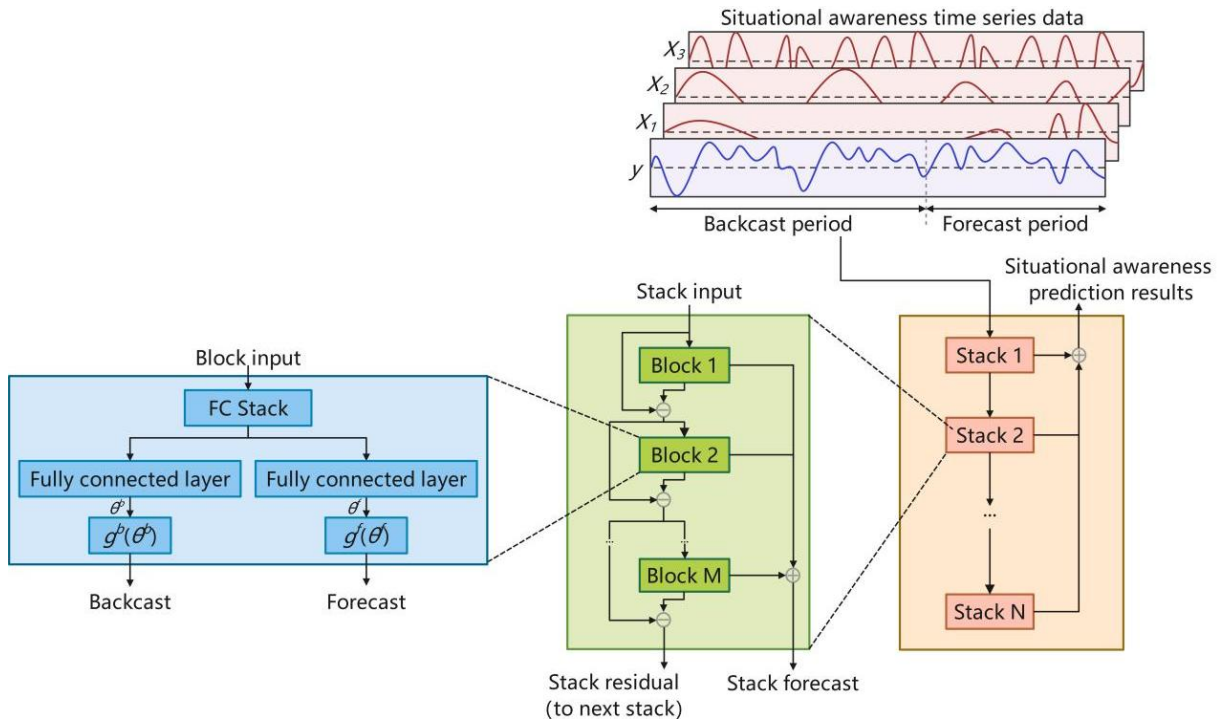 Situational awareness time series data
X3
X2
X1
y
Backcast period
Forecast period
Situational awareness
prediction results
Stack input
Block input
Stack 1
Block 1
FC Stack
Stack 2
Block 2
Fully connected layer
Fully connected layer
θᵇ
θᶠ
gᵇ(θᵇ)
gᶠ(θᶠ)
...
...
...
Block M
Stack N
Backcast
Forecast
Stack residual
(to next stack)
Stack forecast